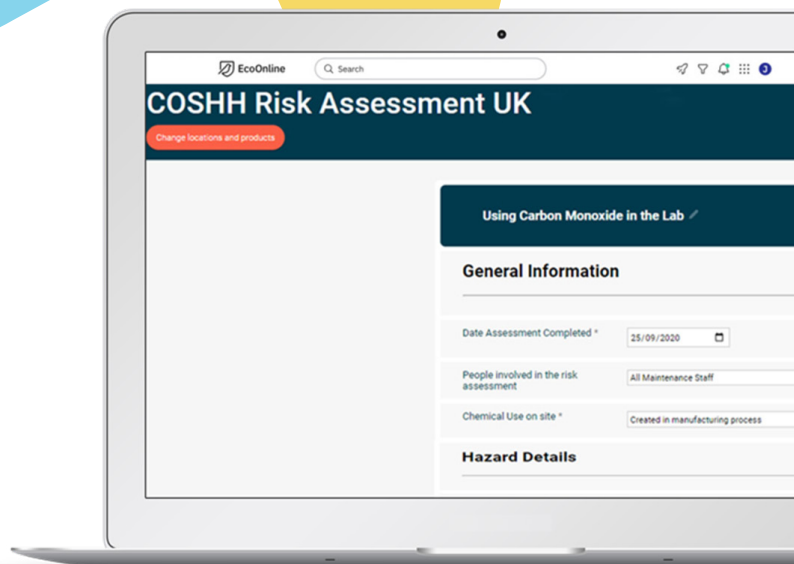 EcoOnline
Search
J
COSHH Risk Assessment UK
Change locations and products
Using Carbon Monoxide in the Lab
General Information
Date Assessment Completed *
25/09/2020
People involved in the risk
assessment
All Maintenance Staff
Chemical Use on site *
Created in manufacturing process
Hazard Details